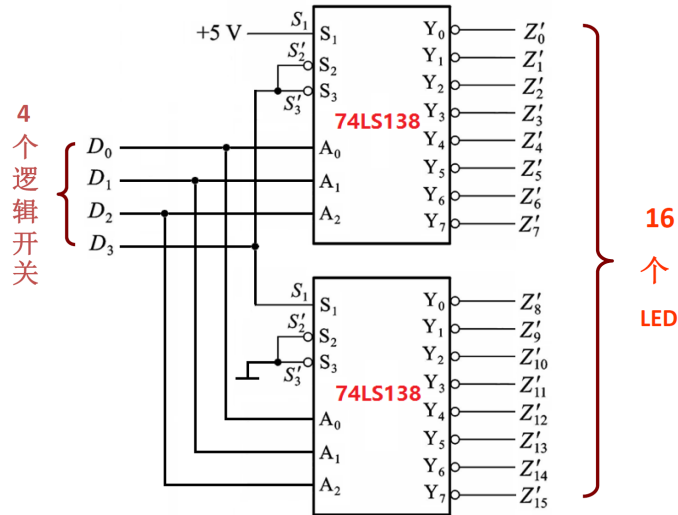 +5 V
S₁
S₂′
S₃′
S₁
S₂
S₃
A₀
A₁
A₂
74LS138
Y₀
Y₁
Y₂
Y₃
Y₄
Y₅
Y₆
Y₇
Z₀′
Z₁′
Z₂′
Z₃′
Z₄′
Z₅′
Z₆′
Z₇′
4
个
逻
辑
开
关
D₀
D₁
D₂
D₃
S₁
S₂′
S₃′
S₁
S₂
S₃
A₀
A₁
A₂
74LS138
Y₀
Y₁
Y₂
Y₃
Y₄
Y₅
Y₆
Y₇
Z₈′
Z₉′
Z₁₀′
Z₁₁′
Z₁₂′
Z₁₃′
Z₁₄′
Z₁₅′
16
个
LED